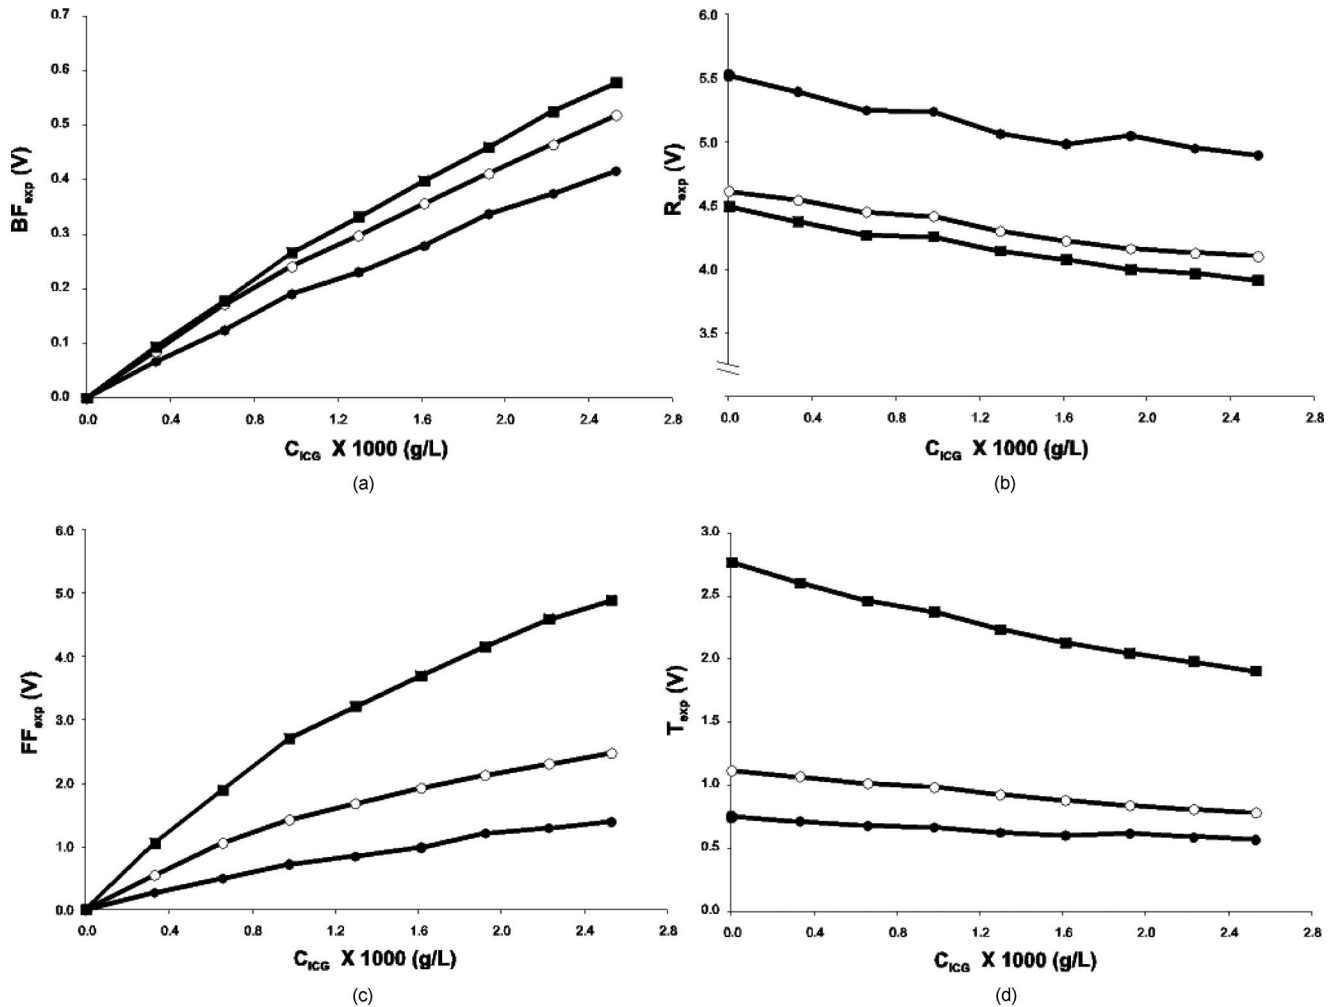 0.7
0.6
0.5
0.4
0.3
0.2
0.1
0.0
BFexp (V)
0.0 0.4 0.8 1.2 1.6 2.0 2.4 2.8
CICG X 1000 (g/L)
(a)
6.0
5.5
5.0
4.5
4.0
3.5
Rexp (V)
0.0 0.4 0.8 1.2 1.6 2.0 2.4 2.8
CICG X 1000 (g/L)
(b)
6.0
5.0
4.0
3.0
2.0
1.0
0.0
FFexp (V)
0.0 0.4 0.8 1.2 1.6 2.0 2.4 2.8
CICG X 1000 (g/L)
(c)
3.0
2.5
2.0
1.5
1.0
0.5
0.0
Texp (V)
0.0 0.4 0.8 1.2 1.6 2.0 2.4 2.8
CICG X 1000 (g/L)
(d)